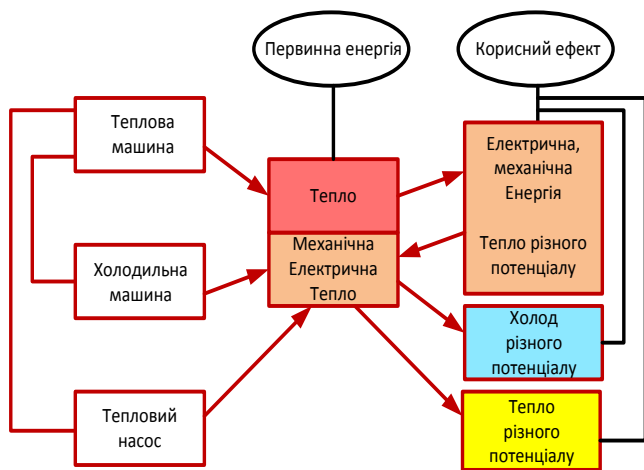 Первинна енергія
Корисний ефект
Теплова
машина
Тепло
Електрична,
механічна
Енергія
Тепло різного
потенціалу
Механічна
Електрична
Тепло
Холодильна
машина
Холод
різного
потенціалу
Тепловий
насос
Тепло
різного
потенціалу